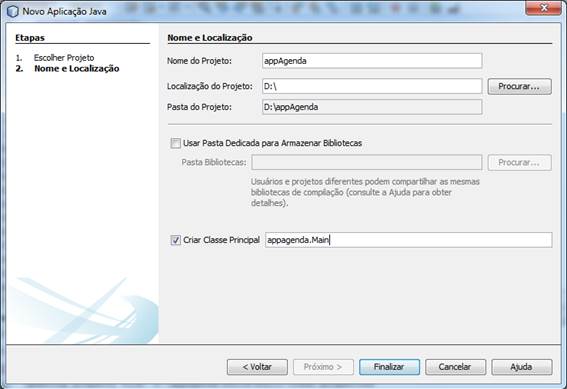 Novo Aplicação Java
Etapas
1. Escolher Projeto
2. Nome e Localização
Nome e Localização
Nome do Projeto: appAgenda
Localização do Projeto: D:\ Procurar...
Pasta do Projeto: D:\appAgenda
Usar Pasta Dedicada para Armazenar Bibliotecas
Pasta Bibliotecas: Procurar...
Usuários e projetos diferentes podem compartilhar as mesmas
bibliotecas de compilação (consulte a Ajuda para obter
detalhes).
Criar Classe Principal appagenda.Main
< Voltar Próximo > Finalizar Cancelar Ajuda